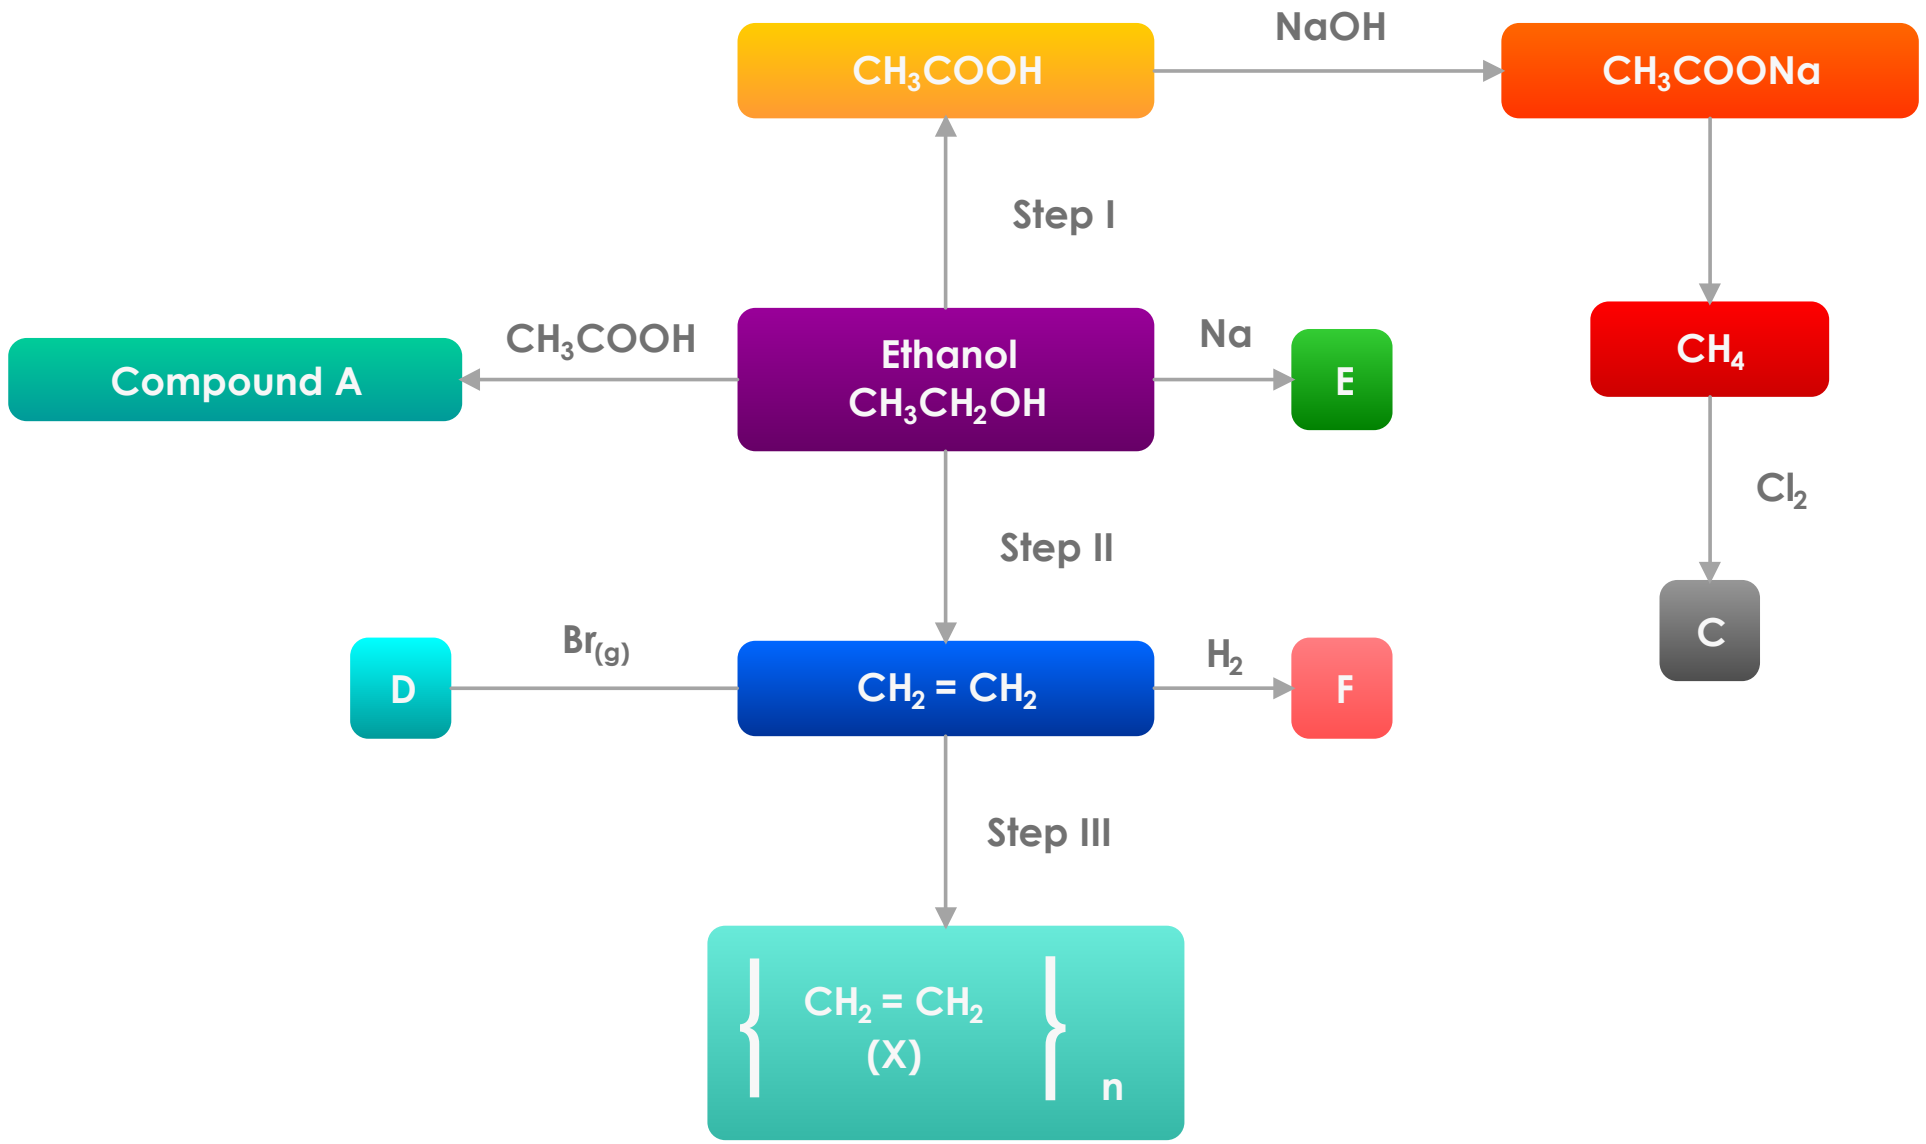 NaOH
CH₃COOH
CH₃COONa
Step I
CH₃COOH
Na
Compound A
Ethanol
CH₃CH₂OH
E
CH₄
Cl₂
Step II
Br₍g₎
H₂
D
CH₂ = CH₂
F
C
Step III
{ CH₂ = CH₂ }
(X)
n